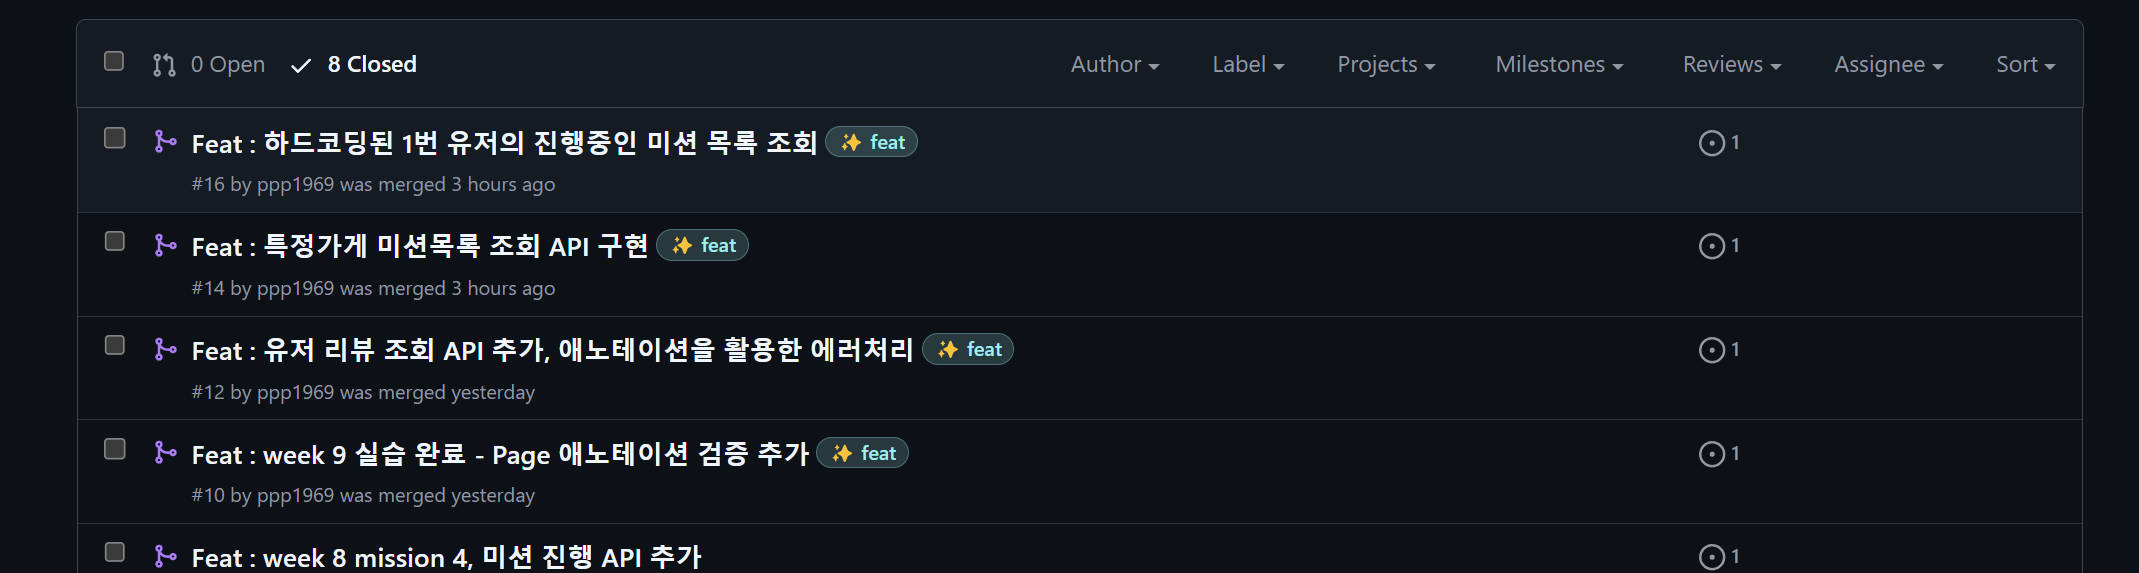 0 Open 8 Closed Author Label Projects Milestones Reviews Assignee Sort
Feat : 하드코딩된 1번 유저의 진행중인 미션 목록 조회 ✨ feat 1
#16 by ppp1969 was merged 3 hours ago
Feat : 특정가게 미션목록 조회 API 구현 ✨ feat 1
#14 by ppp1969 was merged 3 hours ago
Feat : 유저 리뷰 조회 API 추가, 애노테이션을 활용한 에러처리 ✨ feat 1
#12 by ppp1969 was merged yesterday
Feat : week 9 실습 완료 - Page 애노테이션 검증 추가 ✨ feat 1
#10 by ppp1969 was merged yesterday
Feat : week 8 mission 4, 미션 진행 API 추가 1